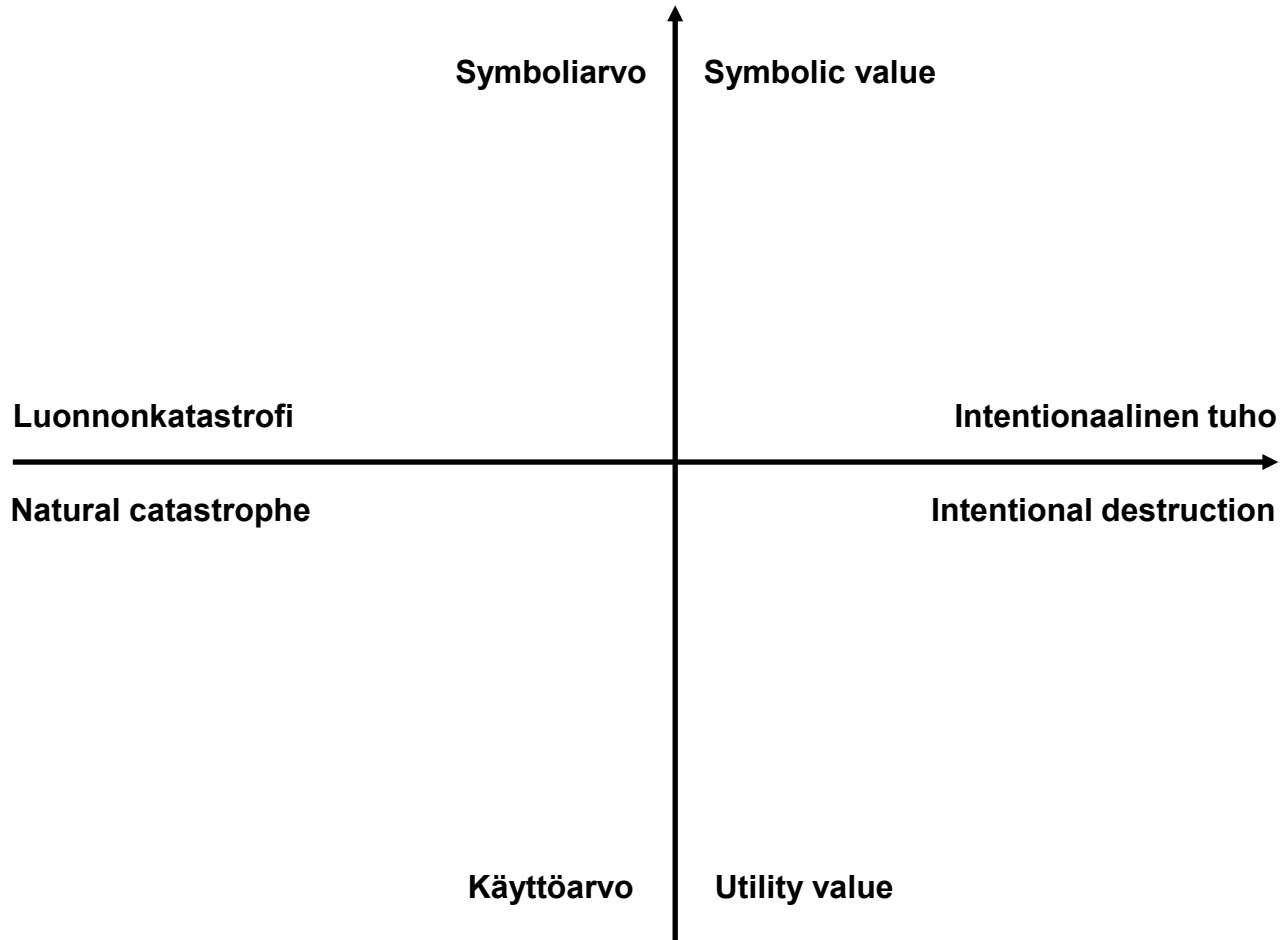 Symboliarvo Symbolic value
Luonnonkatastrofi Intentionaalinen tuho
Natural catastrophe Intentional destruction
Käyttöarvo Utility value